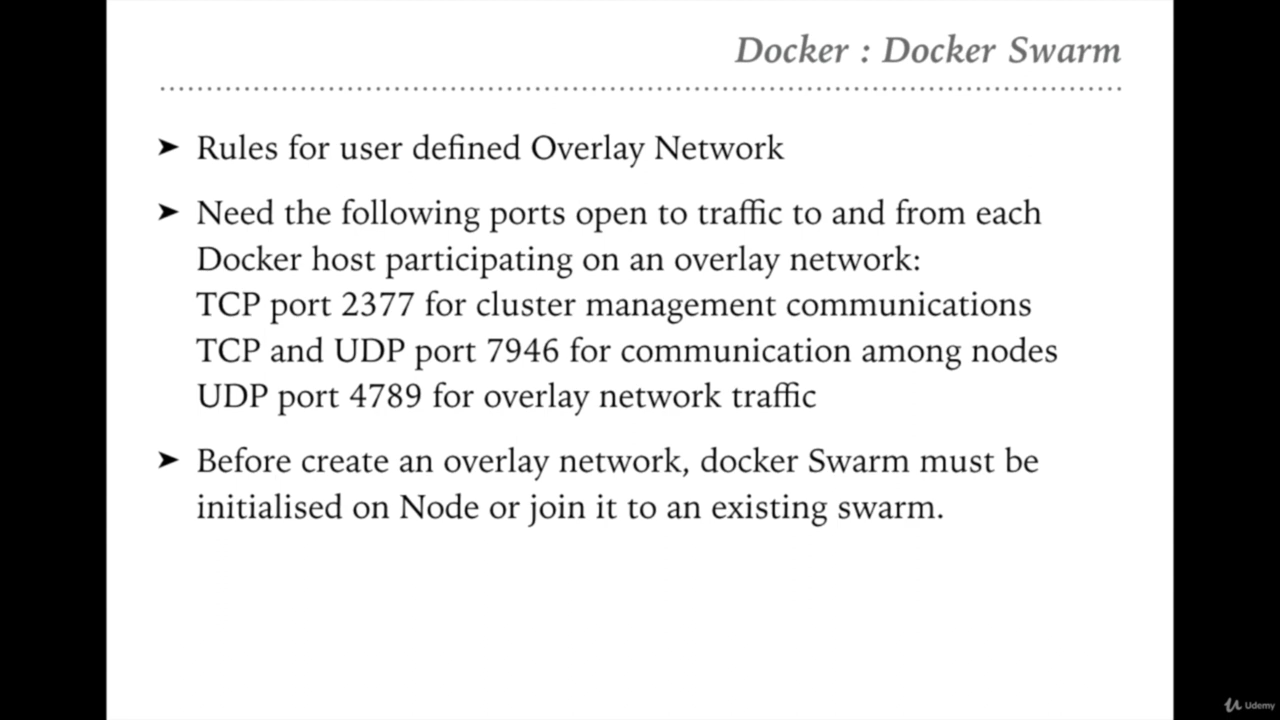 Docker : Docker Swarm
➤ Rules for user defined Overlay Network
➤ Need the following ports open to traffic to and from each
Docker host participating on an overlay network:
TCP port 2377 for cluster management communications
TCP and UDP port 7946 for communication among nodes
UDP port 4789 for overlay network traffic
➤ Before create an overlay network, docker Swarm must be
initialised on Node or join it to an existing swarm.
Udemy